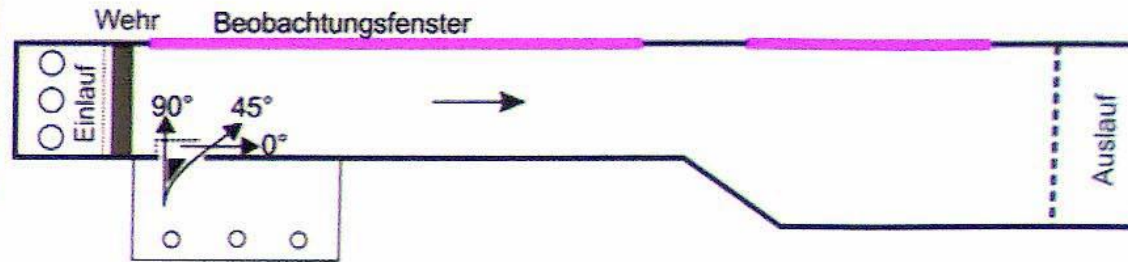 Wehr
Beobachtungsfenster
Einlauf
90°
45°
0°
Auslauf